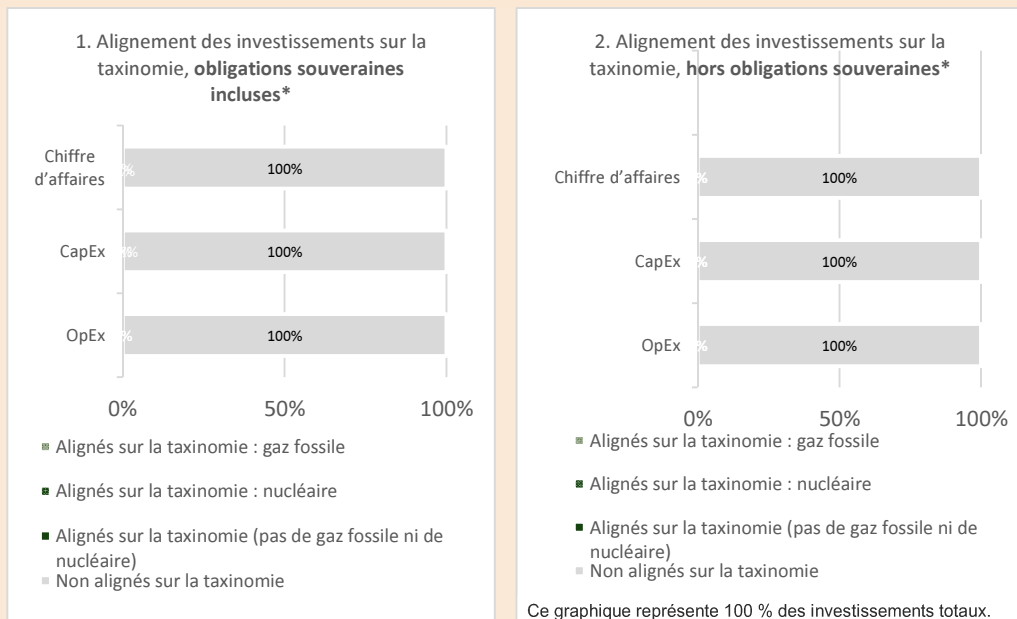 1. Alignement des investissements sur la
taxinomie, obligations souveraines
incluses*
Chiffre
d’affaires
100%
CapEx
100%
OpEx
100%
0%
50%
100%
Alignés sur la taxinomie : gaz fossile
Alignés sur la taxinomie : nucléaire
Alignés sur la taxinomie (pas de gaz fossile ni de
nucléaire)
Non alignés sur la taxinomie
2. Alignement des investissements sur la
taxinomie, hors obligations souveraines*
Chiffre d’affaires
100%
CapEx
100%
OpEx
100%
0%
50%
100%
Alignés sur la taxinomie : gaz fossile
Alignés sur la taxinomie : nucléaire
Alignés sur la taxinomie (pas de gaz fossile ni de
nucléaire)
Non alignés sur la taxinomie
Ce graphique représente 100 % des investissements totaux.